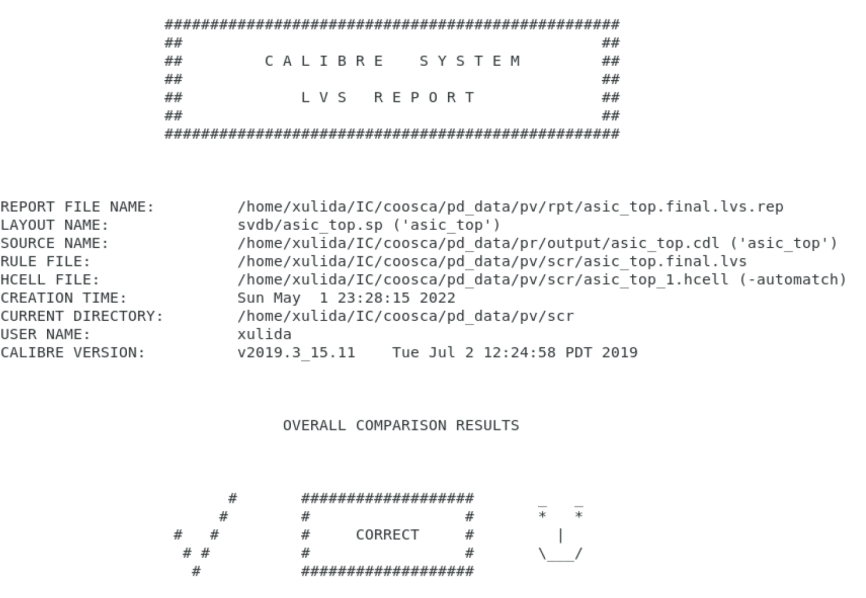 ##################################################
##                                              ##
##         C A L I B R E    S Y S T E M         ##
##                                              ##
##             L V S   R E P O R T              ##
##                                              ##
##################################################
REPORT FILE NAME:         /home/xulida/IC/coosca/pd_data/pv/rpt/asic_top.final.lvs.rep
LAYOUT NAME:              svdb/asic_top.sp ('asic_top')
SOURCE NAME:              /home/xulida/IC/coosca/pd_data/pr/output/asic_top.cdl ('asic_top')
RULE FILE:                /home/xulida/IC/coosca/pd_data/pv/scr/asic_top.final.lvs
HCELL FILE:               /home/xulida/IC/coosca/pd_data/pv/scr/asic_top_1.hcell (-automatch)
CREATION TIME:            Sun May  1 23:28:15 2022
CURRENT DIRECTORY:        /home/xulida/IC/coosca/pd_data/pv/scr
USER NAME:                xulida
CALIBRE VERSION:          v2019.3_15.11    Tue Jul 2 12:24:58 PDT 2019
OVERALL COMPARISON RESULTS
      #       ###################       _   _
     #        #                 #       *   *
#   #         #     CORRECT     #         |
 # #          #                 #       \___/
  #           ###################